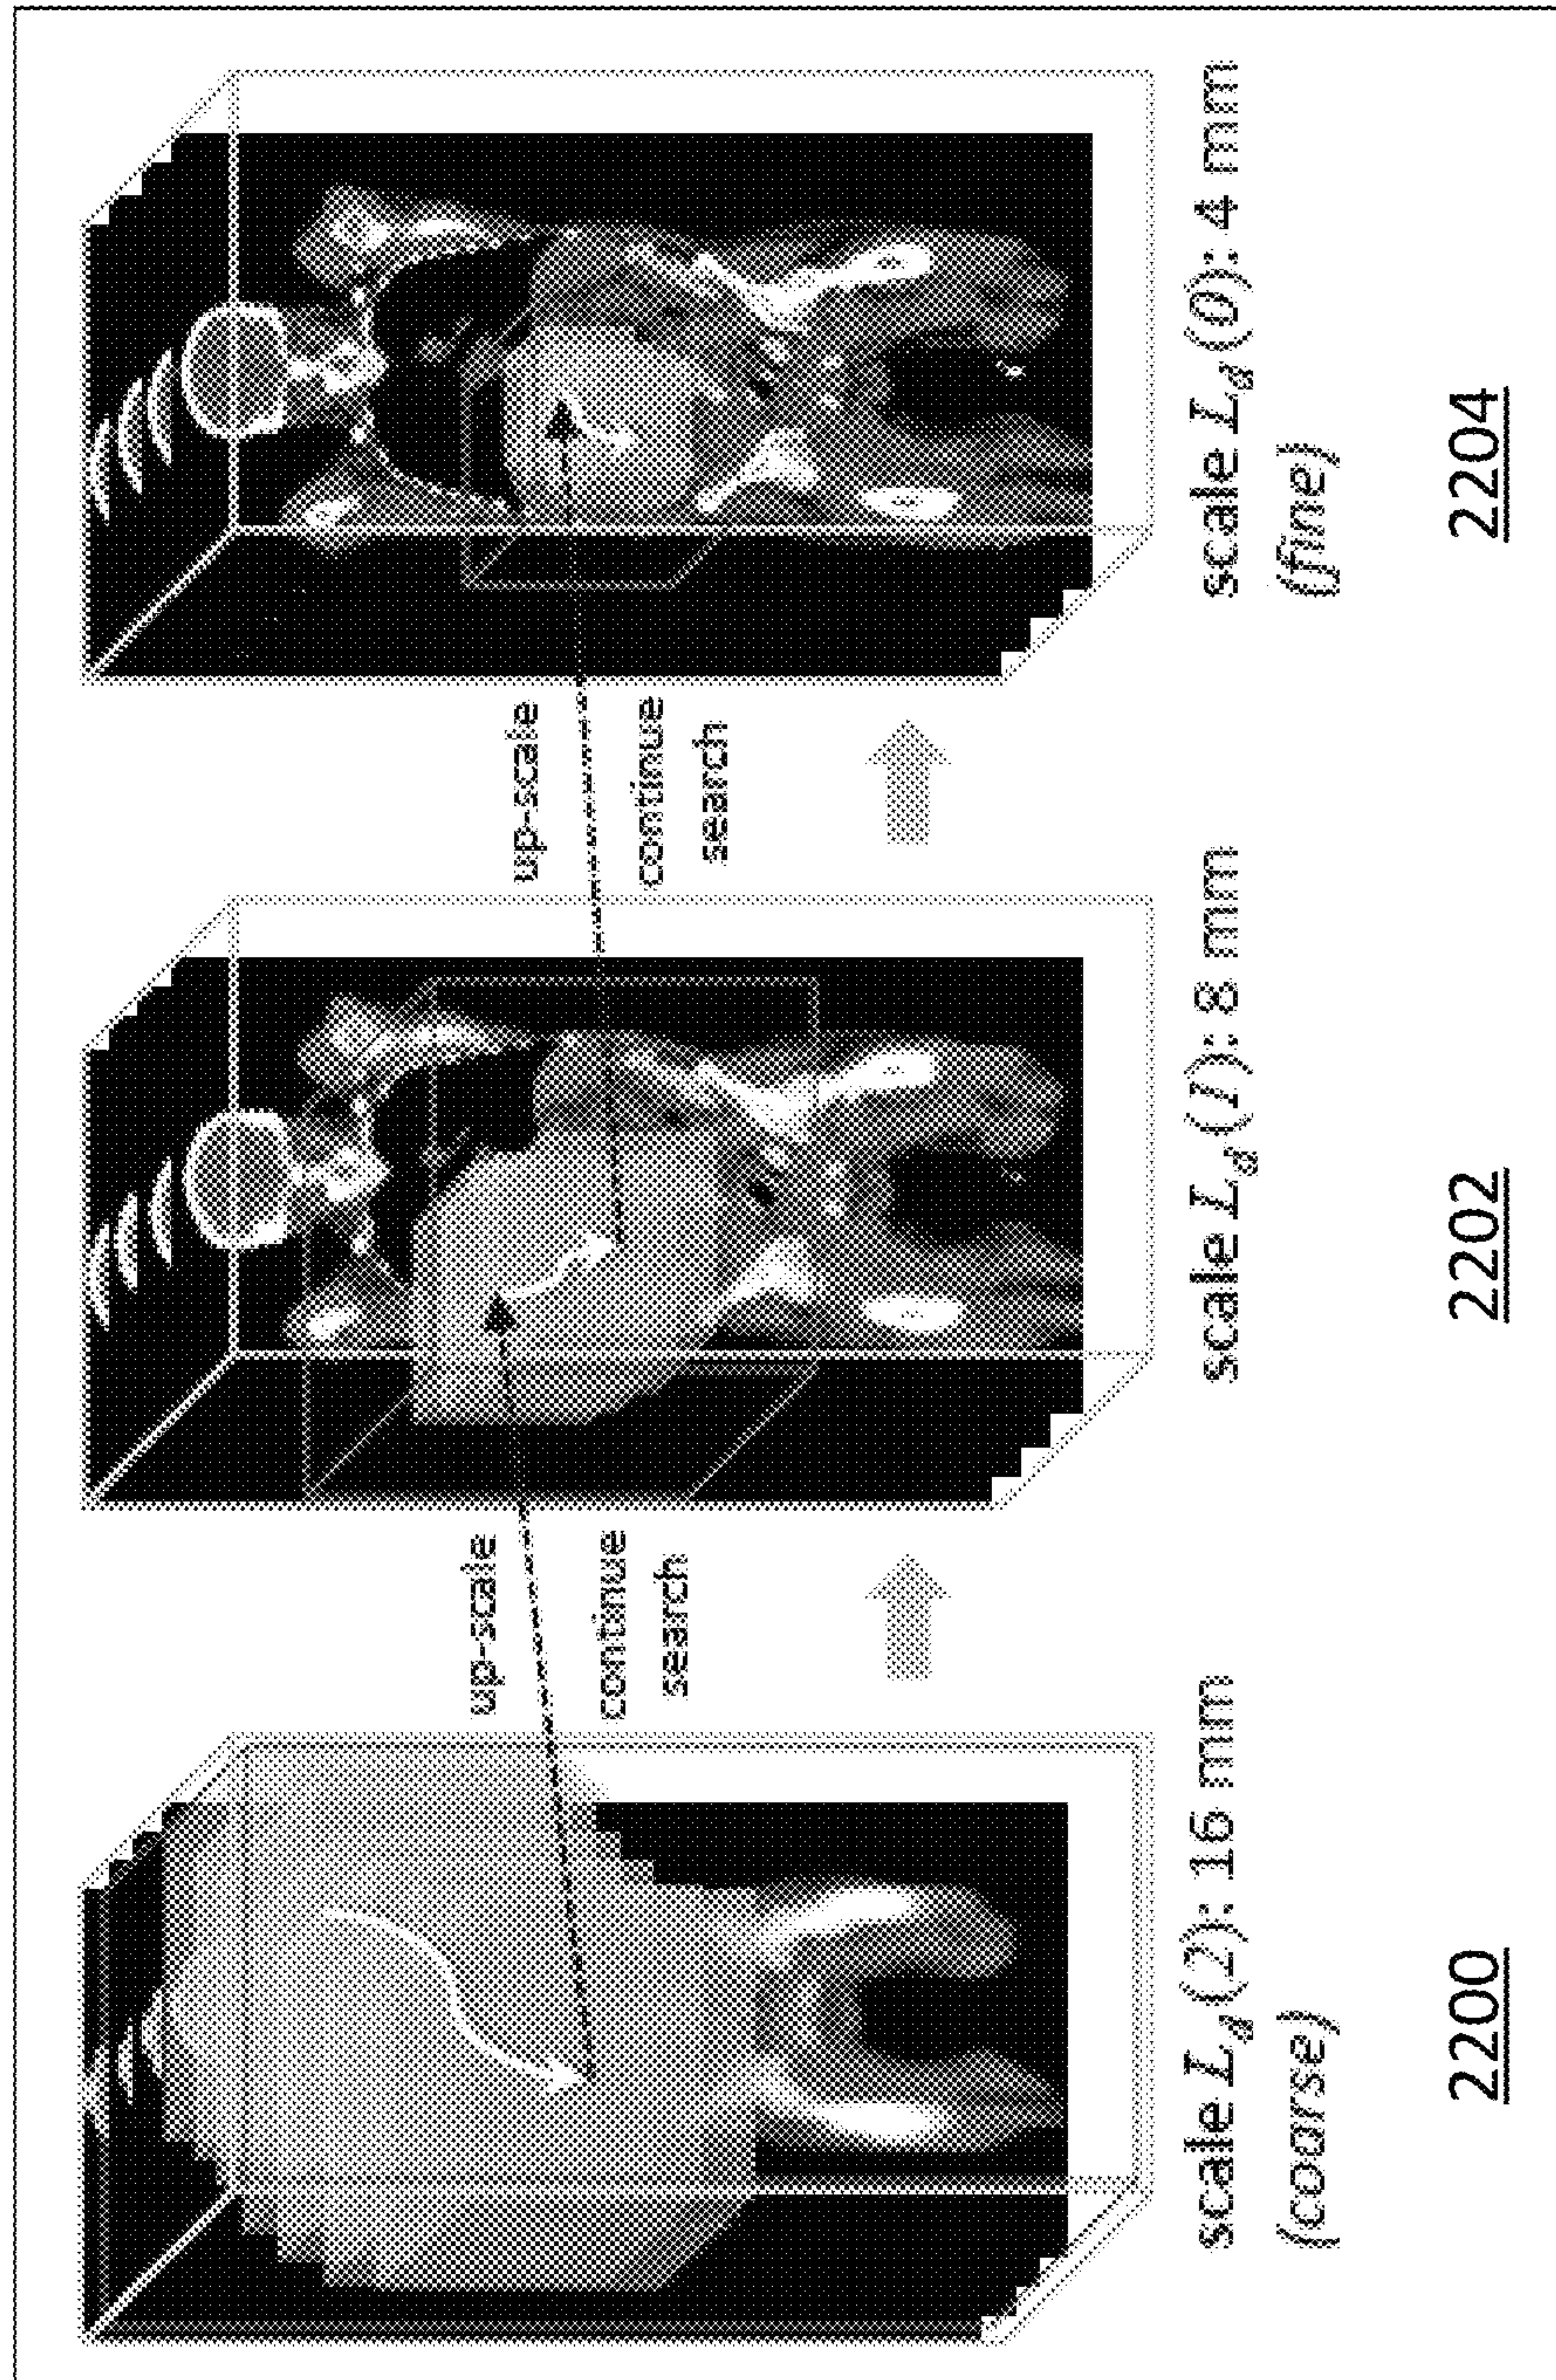 up-scale
continue
search
up-scale
continue
search
scale L_d(2): 16 mm
(coarse)
scale L_d(1): 8 mm
scale L_d(0): 4 mm
(fine)
2200
2202
2204